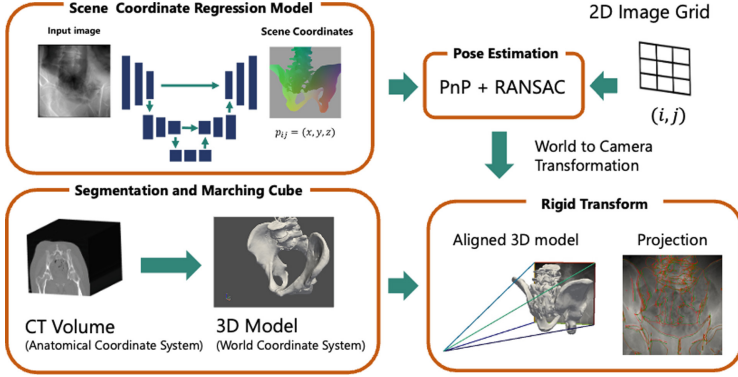 Scene Coordinate Regression Model
Input image
Scene Coordinates
p_{ij} = (x, y, z)
2D Image Grid
(i, j)
Pose Estimation
PnP + RANSAC
World to Camera
Transformation
Segmentation and Marching Cube
CT Volume
(Anatomical Coordinate System)
3D Model
(World Coordinate System)
Rigid Transform
Aligned 3D model
Projection